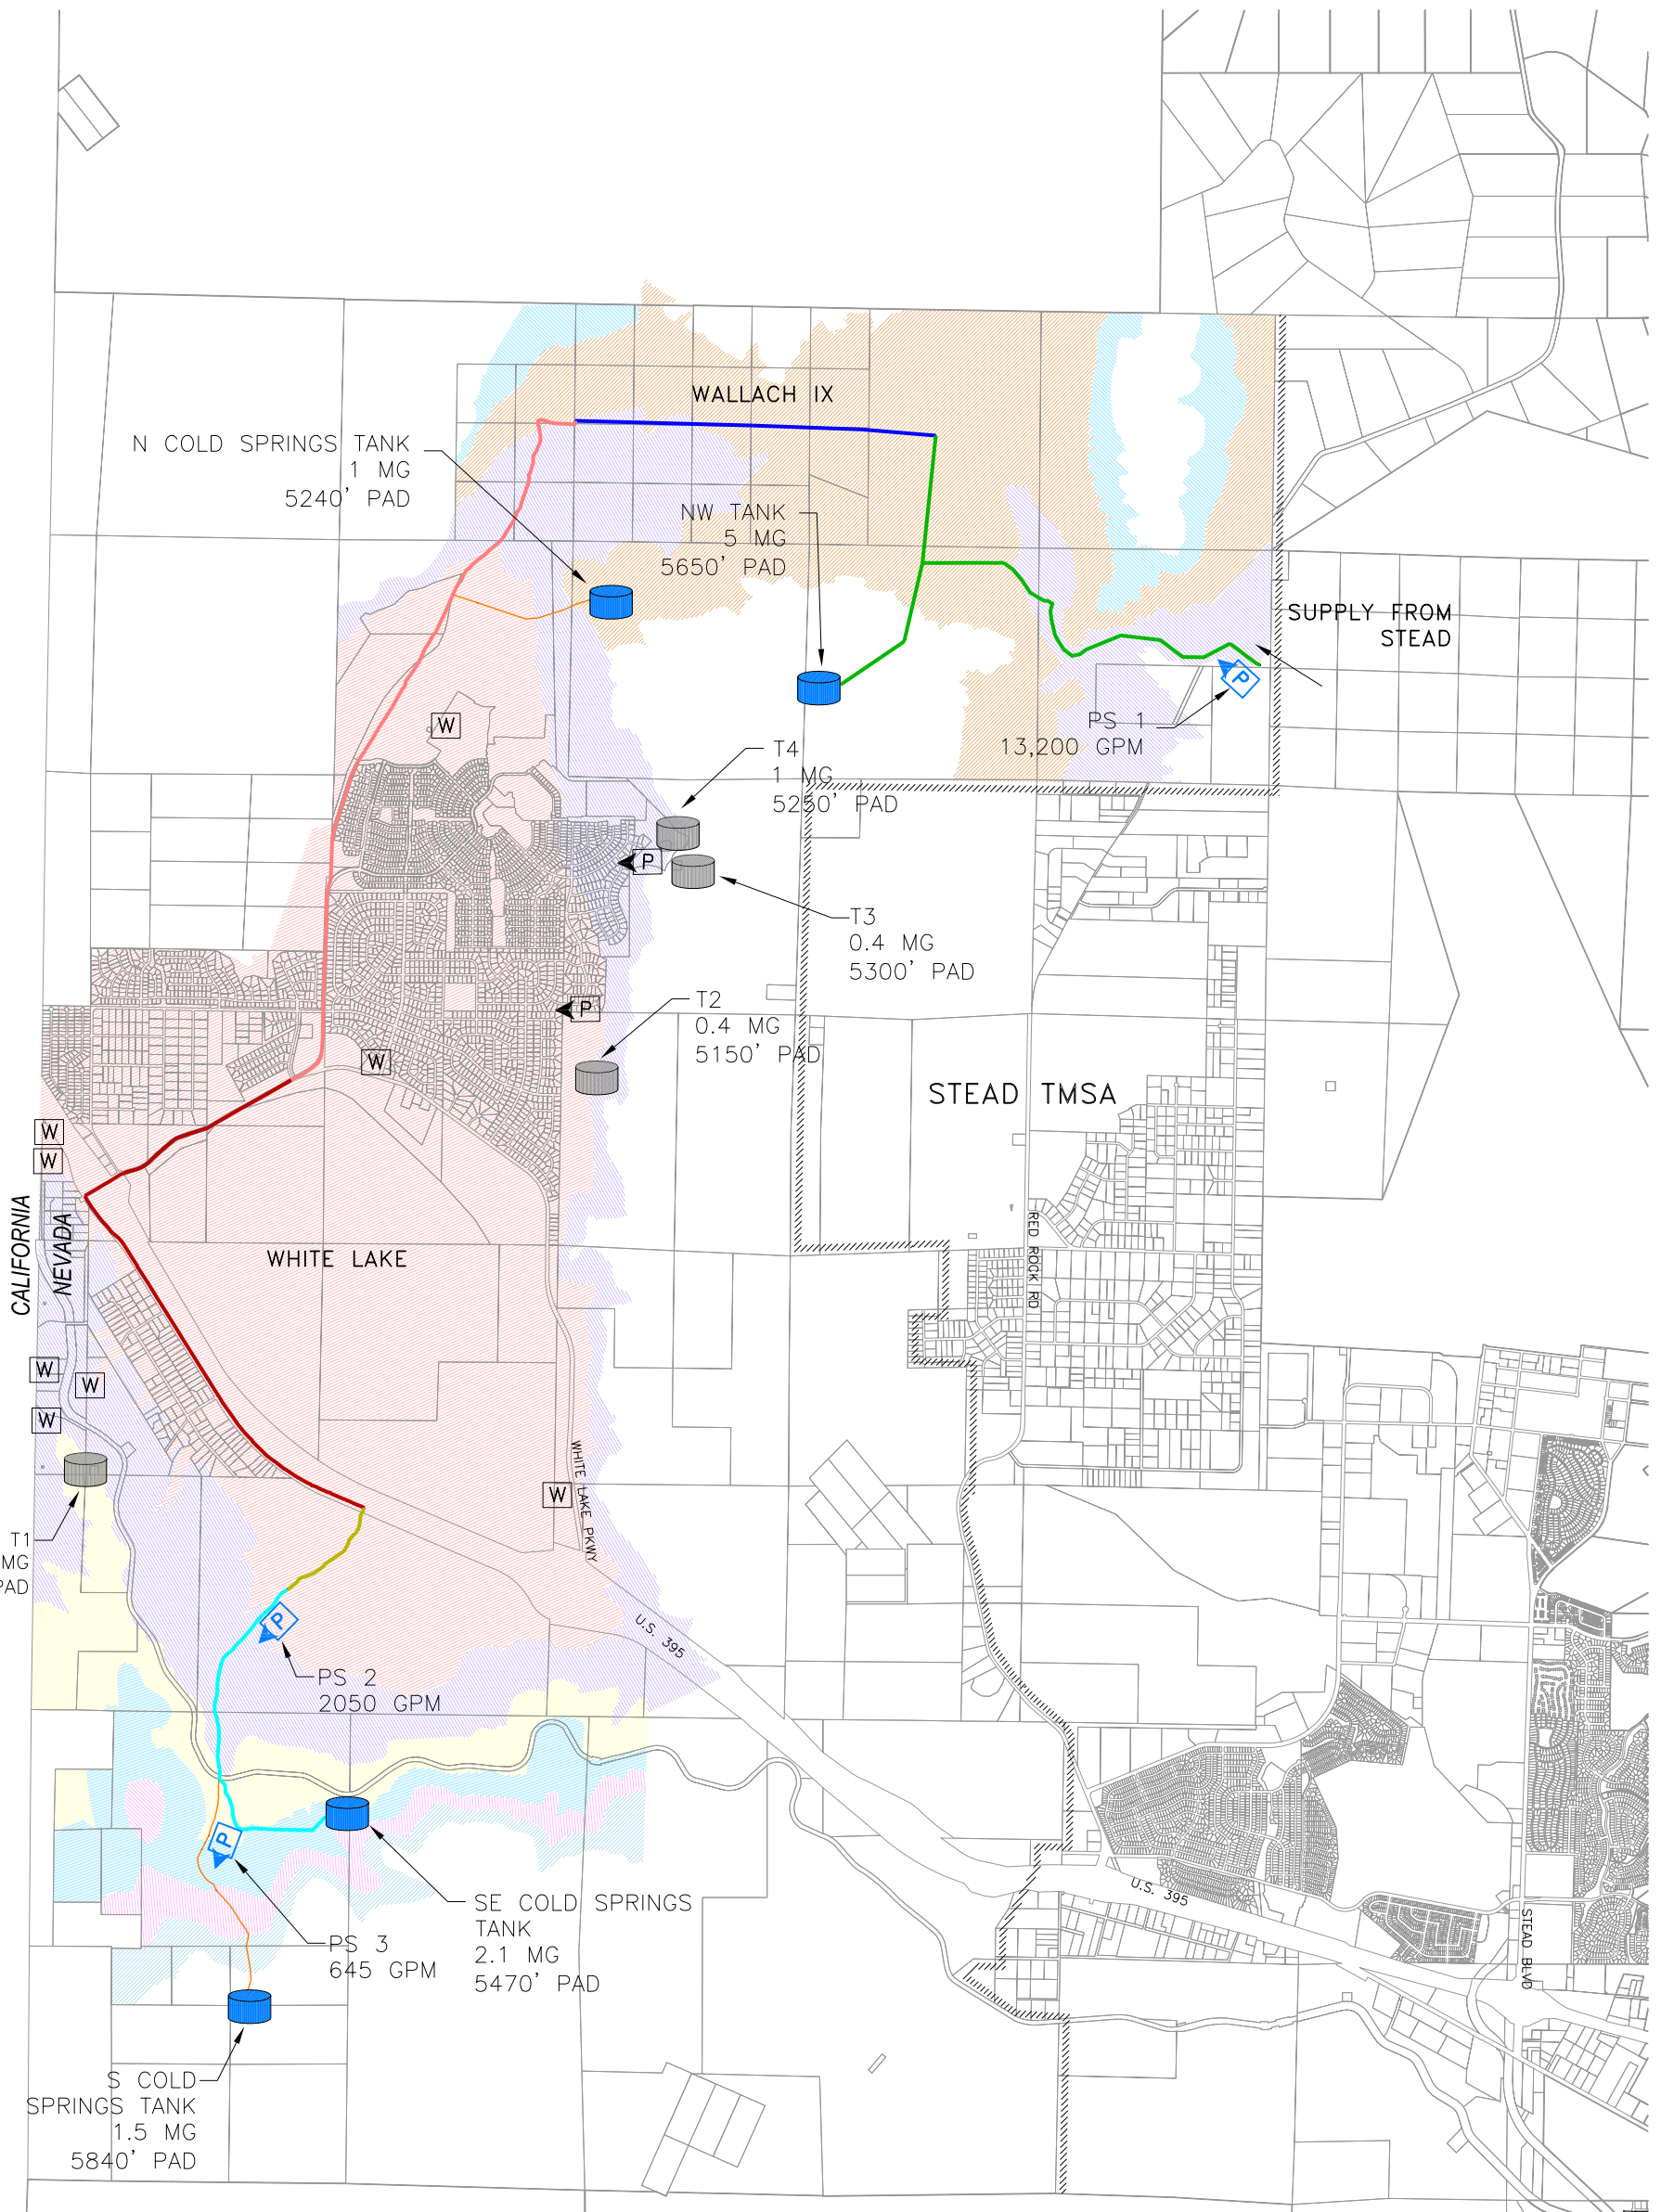 WALLACH IX
N COLD SPRINGS TANK
1 MG
5240' PAD
NW TANK
5 MG
5650' PAD
SUPPLY FROM
STEAD
P
PS 1
13,200 GPM
W
T4
1 MG
5250' PAD
P
T3
0.4 MG
5300' PAD
P
T2
0.4 MG
5150' PAD
W
STEAD TMSA
W
W
CALIFORNIA
NEVADA
WHITE LAKE
RED ROCK RD
W
W
W
WHITE LAKE PKWY
W
T1
MG
PAD
U.S. 395
P
PS 2
2050 GPM
P
SE COLD SPRINGS
TANK
2.1 MG
5470' PAD
PS 3
645 GPM
U.S. 395
STEAD BLVD
S COLD
SPRINGS TANK
1.5 MG
5840' PAD